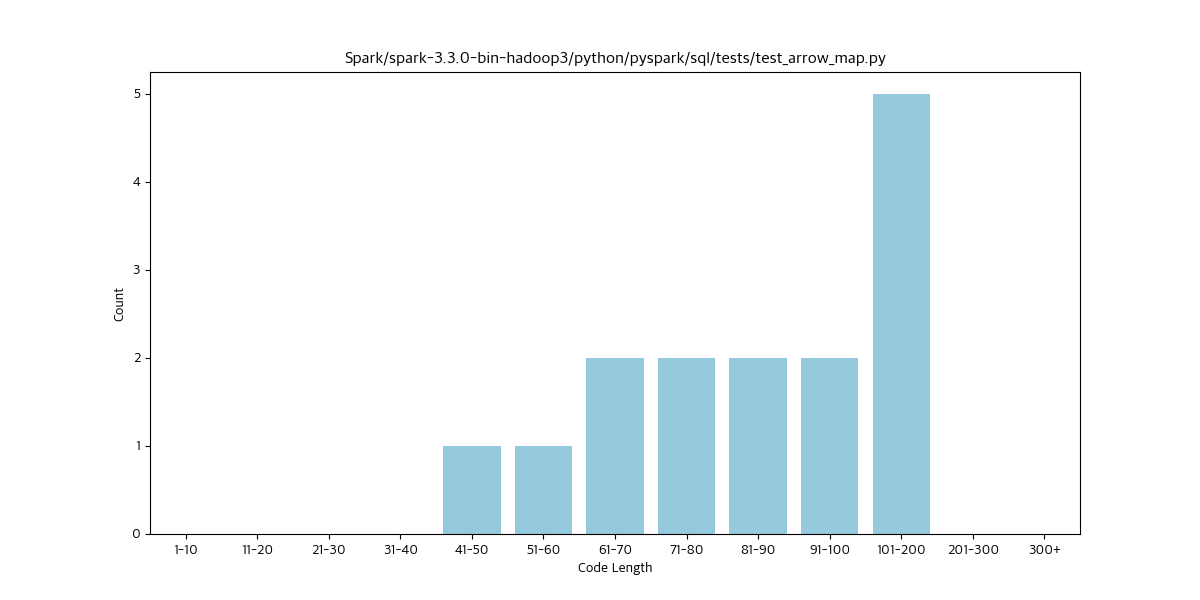 Spark/spark-3.3.0-bin-hadoop3/python/pyspark/sql/tests/test_arrow_map.py
5
4
3
Count
2
1
0
1-10 11-20 21-30 31-40 41-50 51-60 61-70 71-80 81-90 91-100 101-200 201-300 300+
Code Length